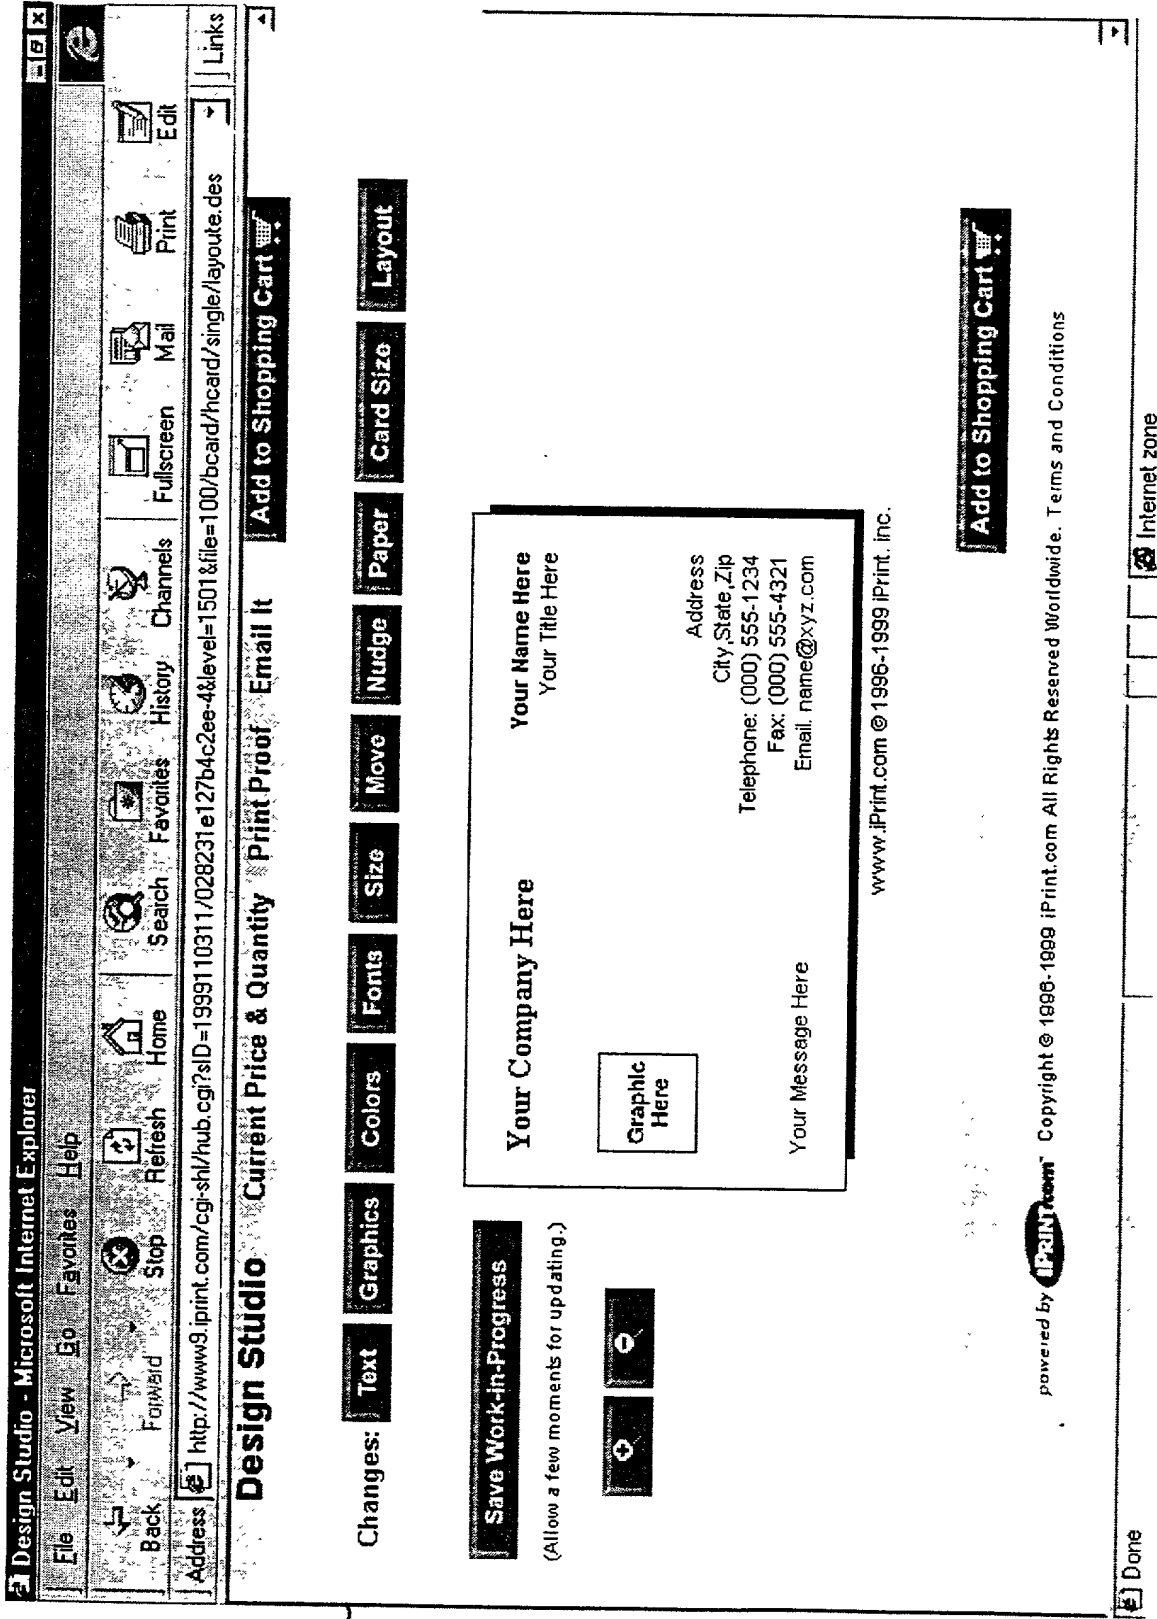 Design Studio - Microsoft Internet Explorer
File Edit View Go Favorites Help
Back Forward Stop Refresh Home Search Favorites History Channels Fullscreen Mail Print Edit
Address http://www9.iprint.com/cgi-shl/hub.cgi?sID=1999110311/028231e127b4c2ee-4&level=1501&file=100/bcard/hcard/single/layoute.des Links
Design Studio Current Price & Quantity Print Proof Email It Add to Shopping Cart
Changes: Text Graphics Colors Fonts Size Move Nudge Paper Card Size Layout
Save Work-in-Progress
(Allow a few moments for updating.)
Your Company Here
Your Name Here
Your Title Here
Graphic
Here
Address
City,State,Zip
Telephone: (000) 555-1234
Fax: (000) 555-4321
Your Message Here Email. name@xyz.com
www.iPrint.com © 1996-1999 iPrint. Inc.
Add to Shopping Cart
powered by iPRINT.com™ Copyright © 1996-1999 iPrint.com All Rights Reserved Worldwide. Terms and Conditions
Done Internet zone